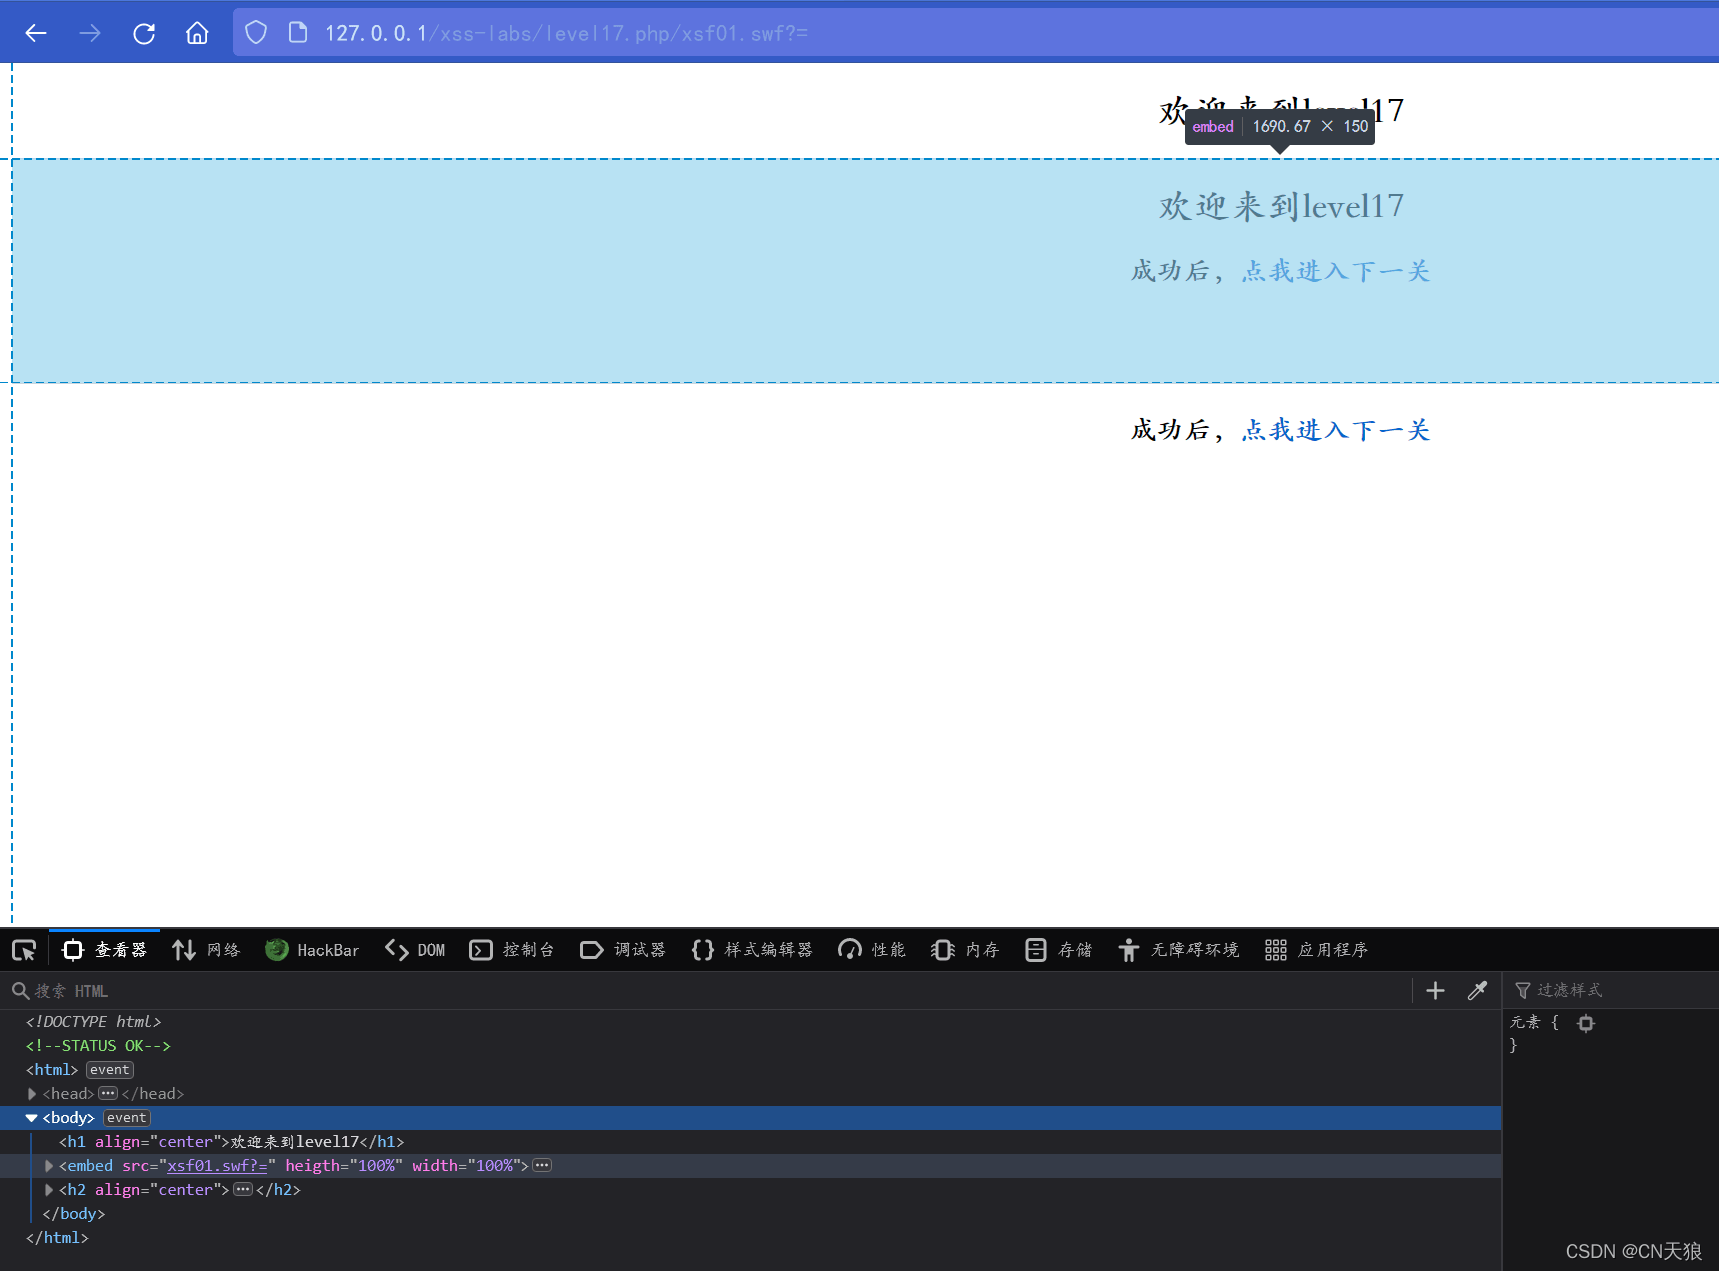 127.0.0.1/xss-labs/level17.php/xsf01.swf?=
欢迎来到level17
embed 1690.67 × 150
欢迎来到level17
成功后，点我进入下一关
成功后，点我进入下一关
查看器 网络 HackBar DOM 控制台 调试器 {} 样式编辑器 性能 内存 存储 无障碍环境 应用程序
搜索 HTML
过滤样式
<!DOCTYPE html>
<!--STATUS OK-->
<html> event
<head> ••• </head>
<body> event
<h1 align="center">欢迎来到level17</h1>
<embed src="xsf01.swf?=" heigth="100%" width="100%"> •••
<h2 align="center"> ••• </h2>
</body>
</html>
元素 {
}
CSDN @CN天狼